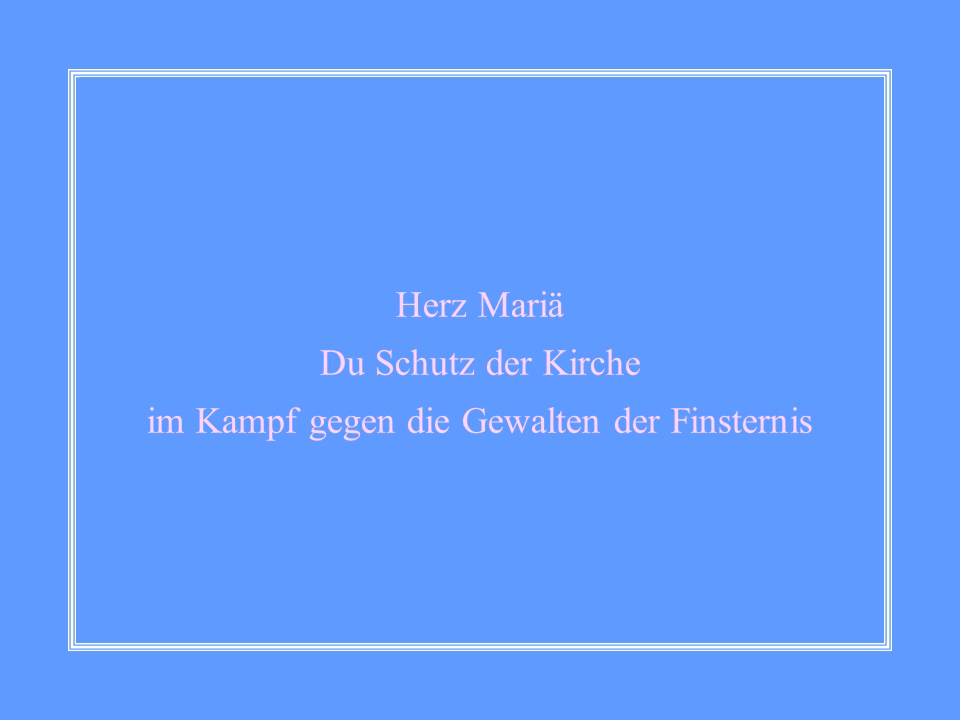 Herz Mariä
Du Schutz der Kirche
im Kampf gegen die Gewalten der Finsternis